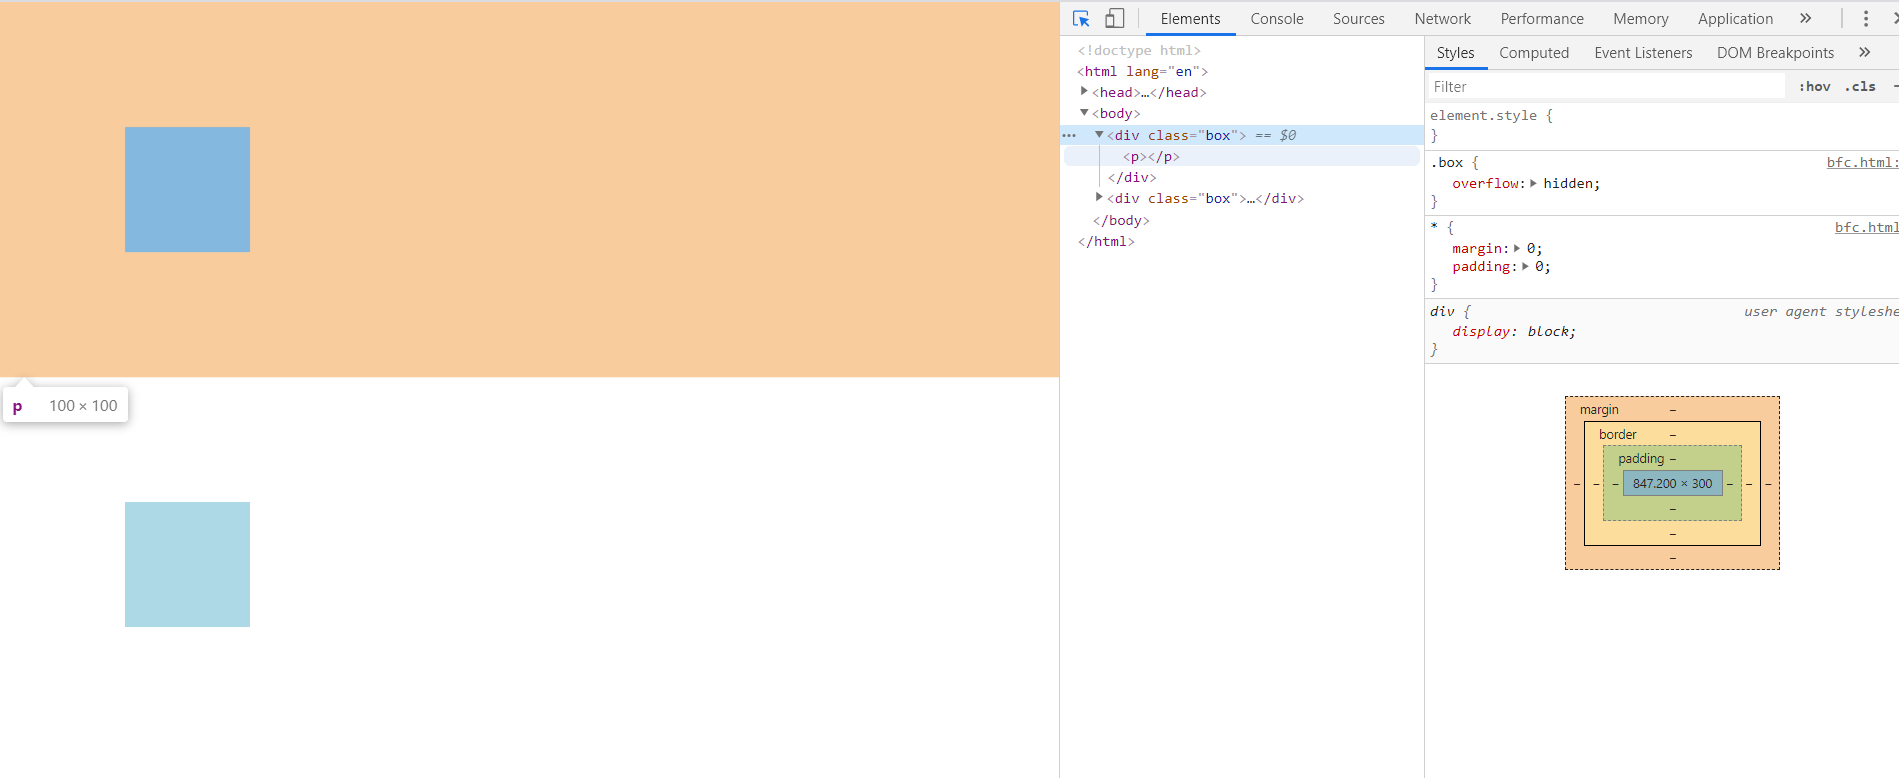 Elements Console Sources Network Performance Memory Application
<!doctype html>
<html lang="en">
<head>…</head>
<body>
<div class="box"> == $0
<p></p>
</div>
<div class="box">…</div>
</body>
</html>
p 100 × 100
Styles Computed Event Listeners DOM Breakpoints
Filter :hov .cls
element.style {
}
.box { bfc.html:
overflow: hidden;
}
* { bfc.html
margin: 0;
padding: 0;
}
div { user agent styleshe
display: block;
}
margin –
border –
padding –
– – – 847.200 × 300 – – –
–
–
–